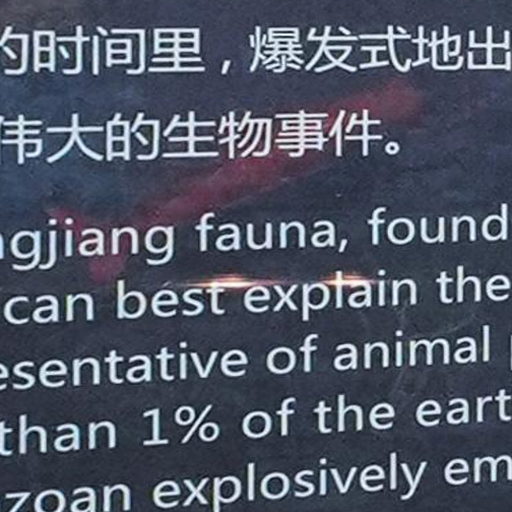 的时间里，爆发式地出
伟大的生物事件。
ngjiang fauna, found
can best explain the
esentative of animal
than 1% of the eart
zoan explosively em